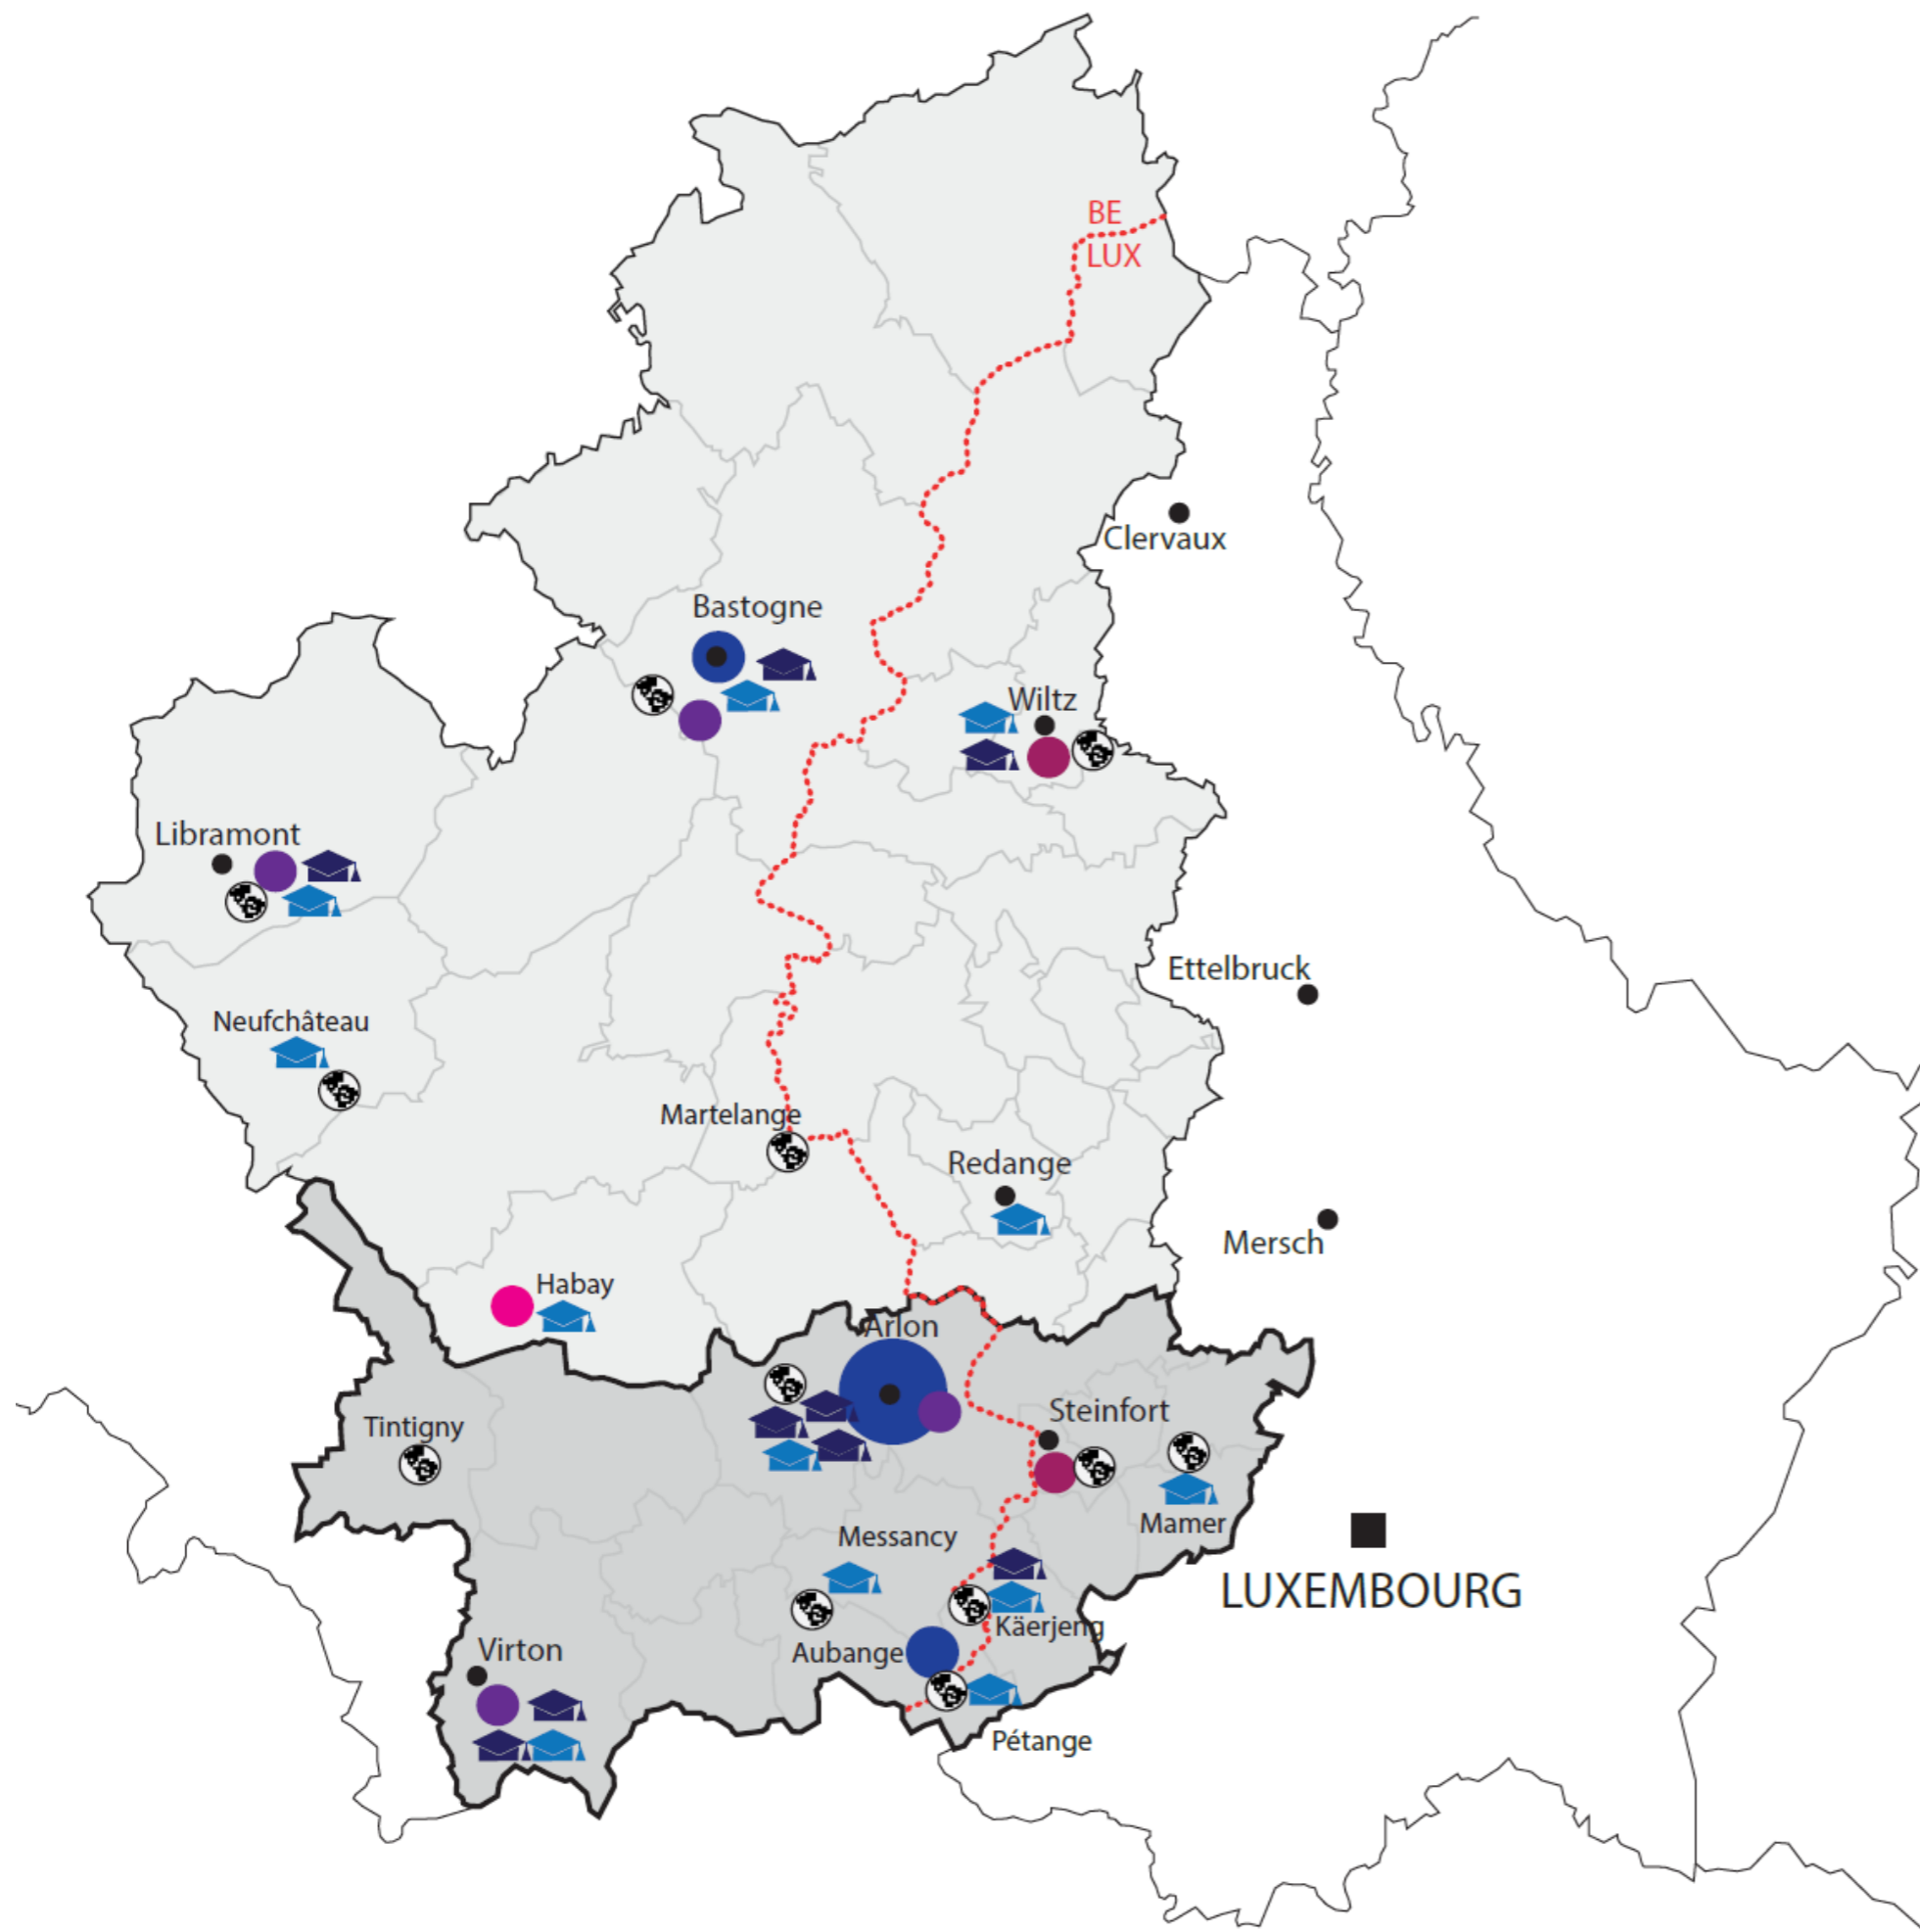 BE
LUX
Clervaux
Bastogne
Wiltz
Libramont
Ettelbruck
Neufchâteau
Martelange
Redange
Mersch
Habay
Arlon
Steinfort
Tintigny
Mamer
Messancy
LUXEMBOURG
Käerjeng
Virton
Aubange
Pétange